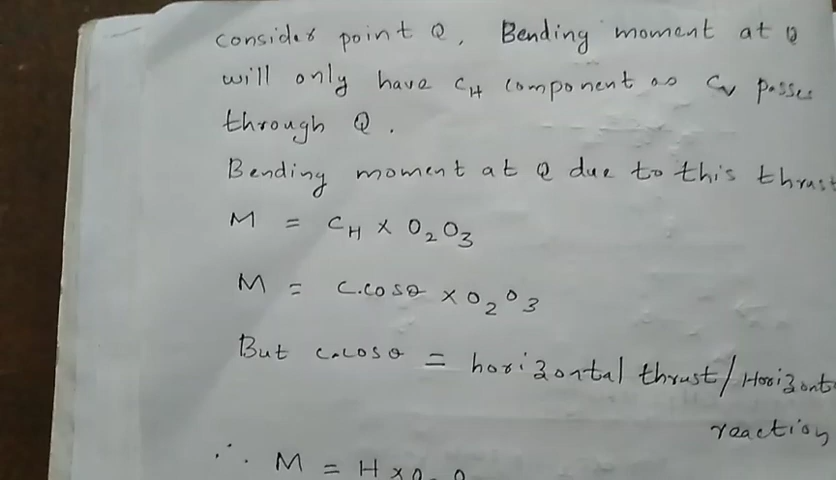 consider point Q, Bending moment at Q
will only have CH component as CV passes
through Q.
Bending moment at Q due to this thrust
M = CH × O2O3
M = C.cosθ × O2O3
But C.cosθ = horizontal thrust/Horizont
reaction
∴ M = H ×